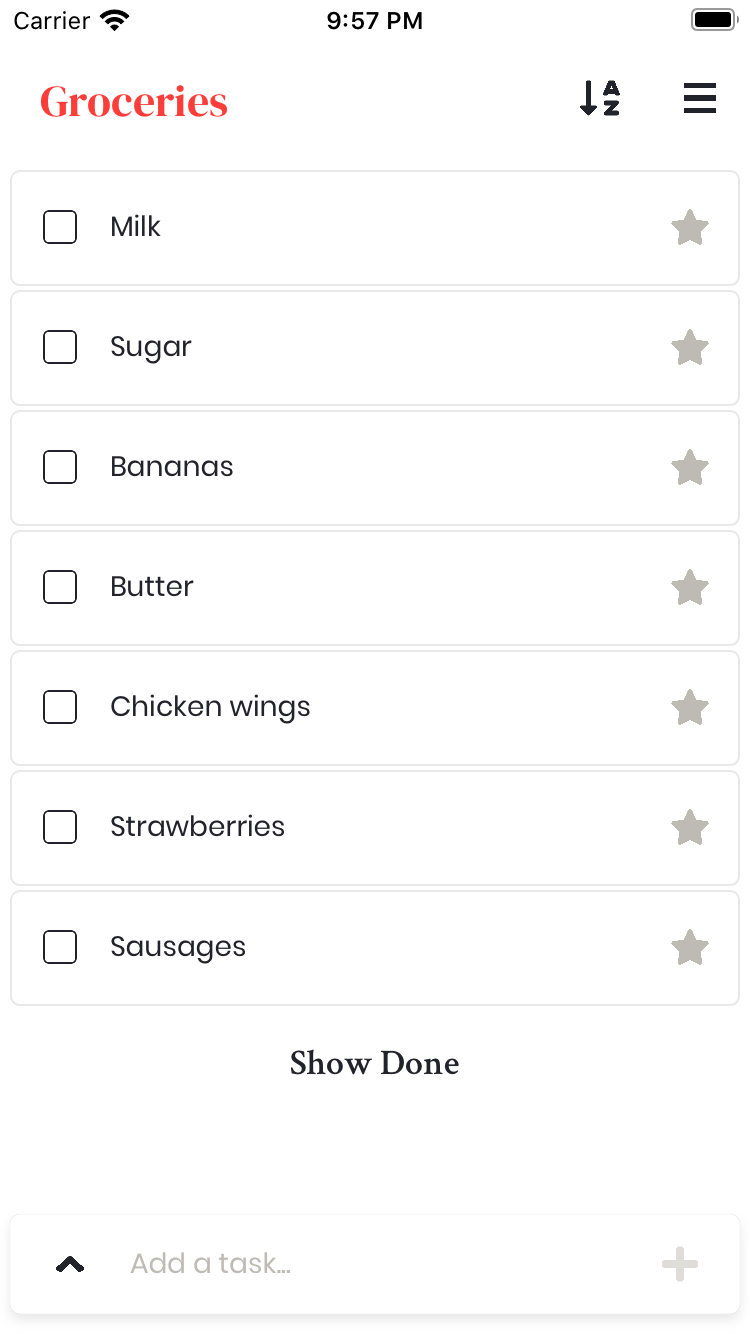 Carrier 9:57 PM
Groceries
Milk
Sugar
Bananas
Butter
Chicken wings
Strawberries
Sausages
Show Done
Add a task...